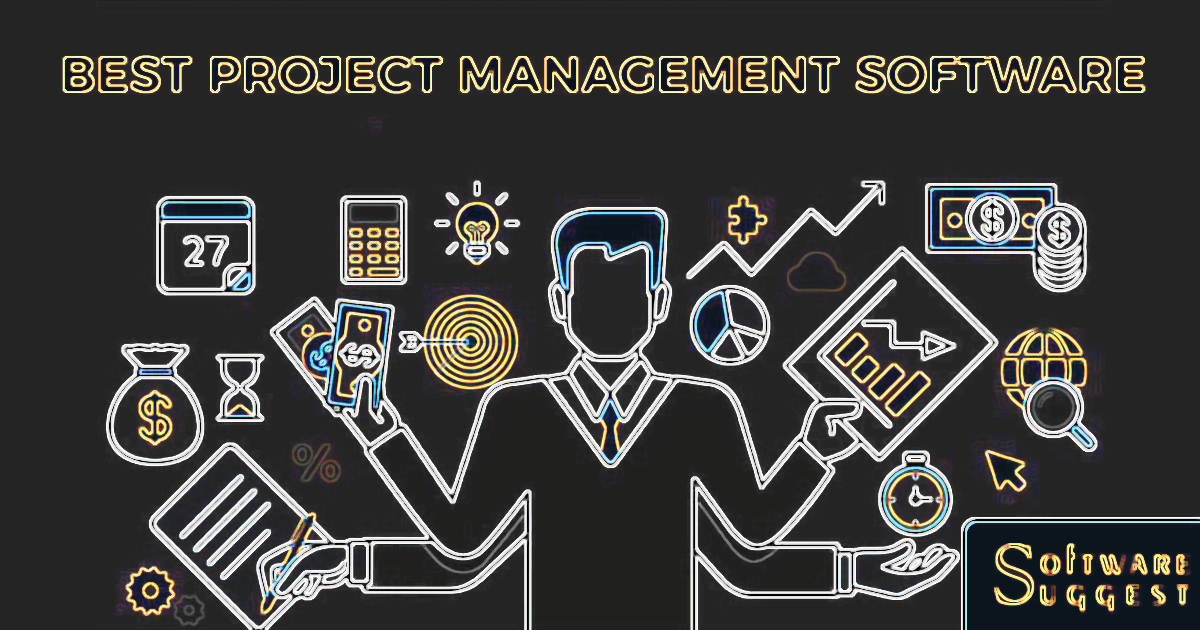 BEST PROJECT MANAGEMENT SOFTWARE
27
$
$
$
$
$
%
SOFTWARE
SUGGEST